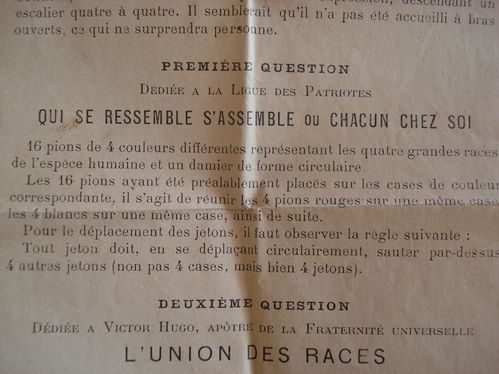 escalier quatre à quatre. Il semblerait qu'il n'a pas été accueilli à bras
ouverts, ce qui ne surprendra personne.
PREMIÈRE QUESTION
DEDIÉE A LA LIGUE DES PATRIOTES
QUI SE RESSEMBLE S'ASSEMBLE OU CHACUN CHEZ SOI
16 pions de 4 couleurs différentes représentant les quatre grandes races
de l'espèce humaine et un damier de forme circulaire.
Les 16 pions ayant été préalablement placés sur les cases de couleur
correspondante, il s'agit de réunir les 4 pions rouges sur une même case
les 4 blancs sur une même case, ainsi de suite.
Pour le déplacement des jetons, il faut observer la règle suivante :
Tout jeton doit, en se déplaçant circulairement, sauter par-dessus
4 autres jetons (non pas 4 cases, mais bien 4 jetons).
DEUXIÈME QUESTION
DÉDIÉE A VICTOR HUGO, APÔTRE DE LA FRATERNITÉ UNIVERSELLE
L'UNION DES RACES